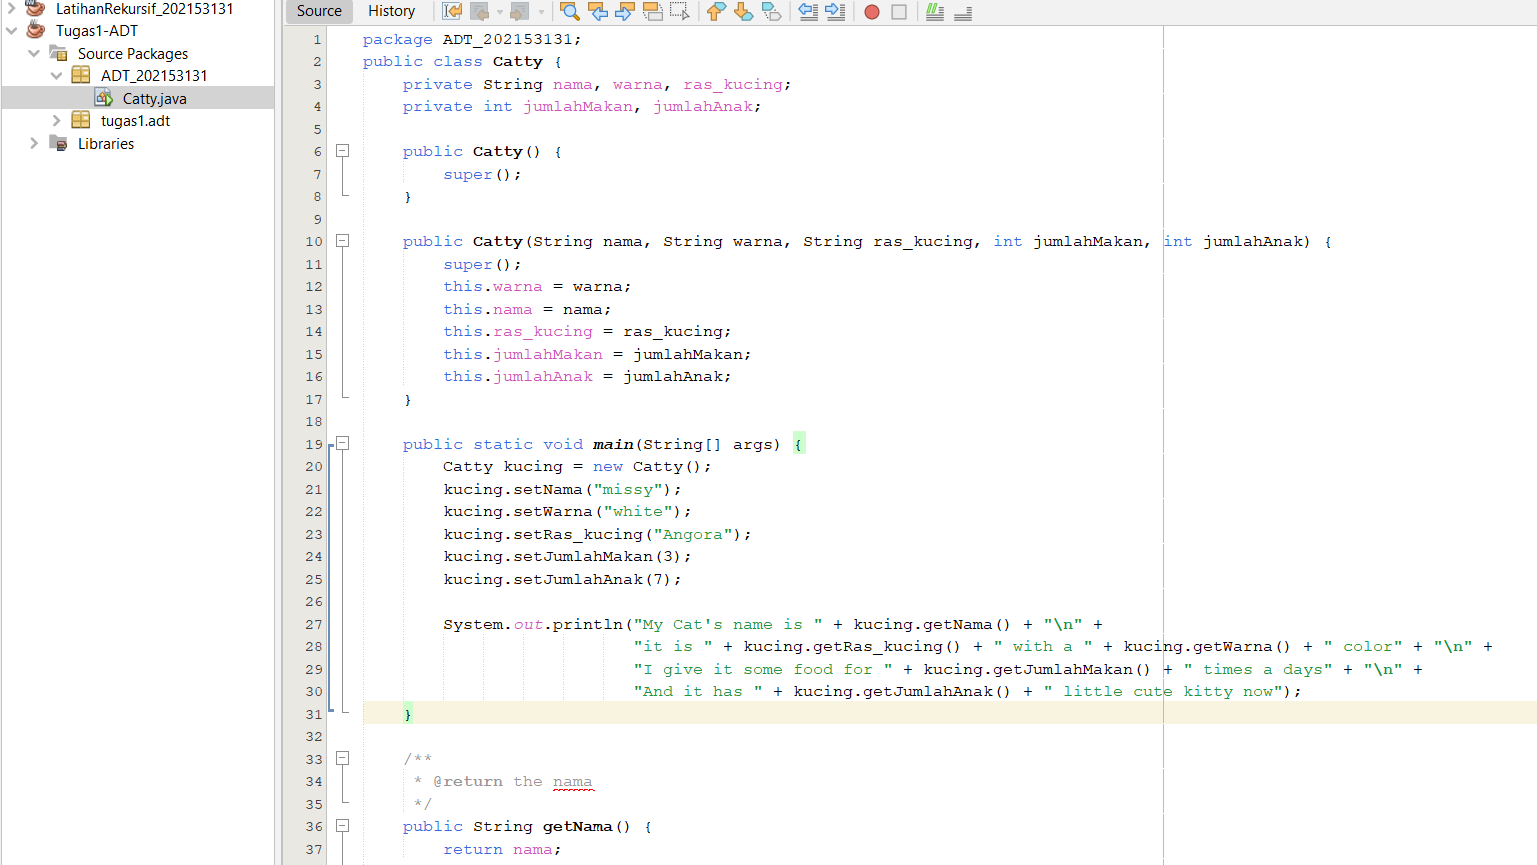 LatihanRekursif_202153131
Tugas1-ADT
Source Packages
ADT_202153131
Catty.java
tugas1.adt
Libraries
Source History
1 package ADT_202153131;
2 public class Catty {
3 private String nama, warna, ras_kucing;
4 private int jumlahMakan, jumlahAnak;
5
6 public Catty() {
7 super();
8 }
9
10 public Catty(String nama, String warna, String ras_kucing, int jumlahMakan, int jumlahAnak) {
11 super();
12 this.warna = warna;
13 this.nama = nama;
14 this.ras_kucing = ras_kucing;
15 this.jumlahMakan = jumlahMakan;
16 this.jumlahAnak = jumlahAnak;
17 }
18
19 public static void main(String[] args) {
20 Catty kucing = new Catty();
21 kucing.setNama("missy");
22 kucing.setWarna("white");
23 kucing.setRas_kucing("Angora");
24 kucing.setJumlahMakan(3);
25 kucing.setJumlahAnak(7);
26
27 System.out.println("My Cat's name is " + kucing.getNama() + "\n" +
28 "it is " + kucing.getRas_kucing() + " with a " + kucing.getWarna() + " color" + "\n" +
29 "I give it some food for " + kucing.getJumlahMakan() + " times a days" + "\n" +
30 "And it has " + kucing.getJumlahAnak() + " little cute kitty now");
31 }
32
33 /**
34 * @return the nama
35 */
36 public String getNama() {
37 return nama;